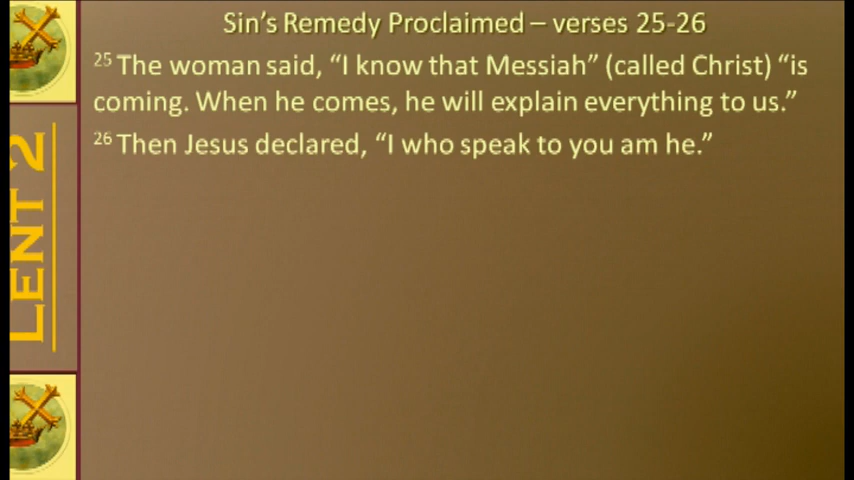 Sin’s Remedy Proclaimed – verses 25-26
25 The woman said, “I know that Messiah” (called Christ) “is
coming. When he comes, he will explain everything to us.”
26 Then Jesus declared, “I who speak to you am he.”
LENT 2